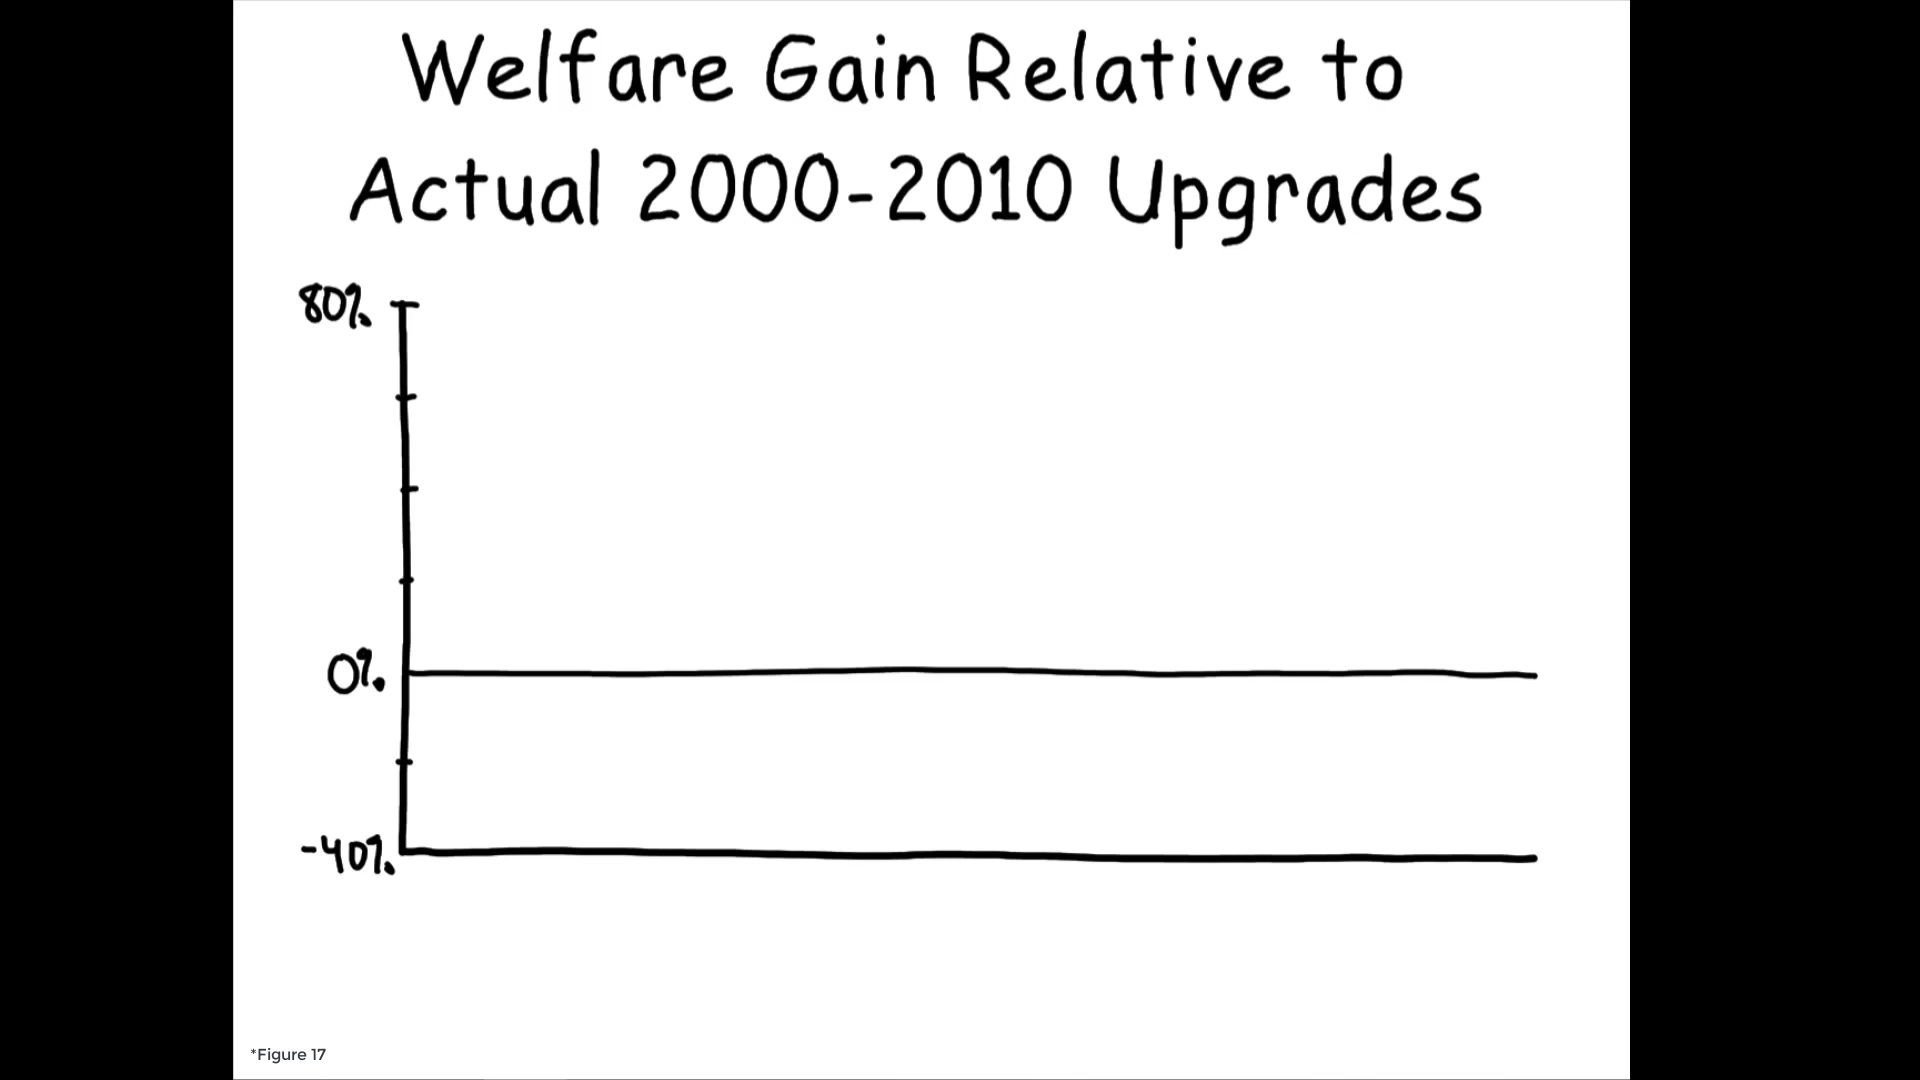 Welfare Gain Relative to
Actual 2000-2010 Upgrades
80%
0%
-40%
*Figure 17